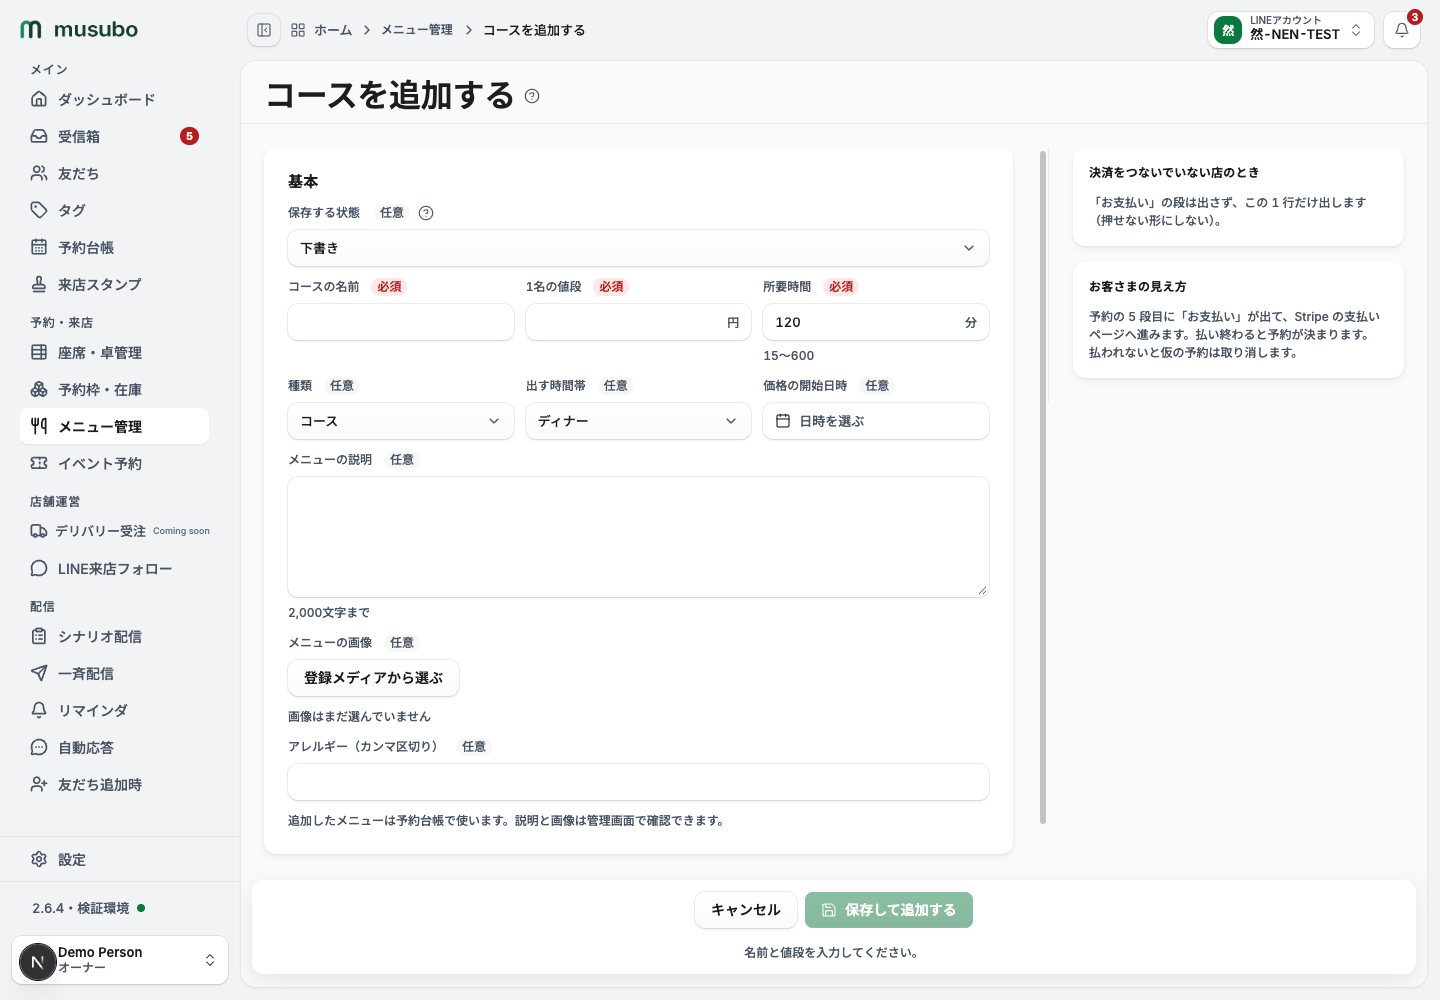 musubo
メイン
ダッシュボード
受信箱 5
友だち
タグ
予約台帳
来店スタンプ
予約・来店
座席・卓管理
予約枠・在庫
メニュー管理
イベント予約
店舗運営
デリバリー受注 Coming soon
LINE来店フォロー
配信
シナリオ配信
一斉配信
リマインダ
自動応答
友だち追加時
設定
2.6.4・検証環境
N
Demo Person
オーナー
ホーム メニュー管理 コースを追加する
然
LINEアカウント
然-NEN-TEST
3
コースを追加する
基本
保存する状態 任意
下書き
コースの名前 必須 1名の値段 必須 所要時間 必須
円 120 分
15〜600
種類 任意 出す時間帯 任意 価格の開始日時 任意
コース ディナー 日時を選ぶ
メニューの説明 任意
2,000文字まで
メニューの画像 任意
登録メディアから選ぶ
画像はまだ選んでいません
アレルギー（カンマ区切り） 任意
追加したメニューは予約台帳で使います。説明と画像は管理画面で確認できます。
決済をつないでいない店のとき
「お支払い」の段は出さず、この 1 行だけ出します
（押せない形にしない）。
お客さまの見え方
予約の 5 段目に「お支払い」が出て、Stripe の支払い
ページへ進みます。払い終わると予約が決まります。
払われないと仮の予約は取り消します。
キャンセル 保存して追加する
名前と値段を入力してください。